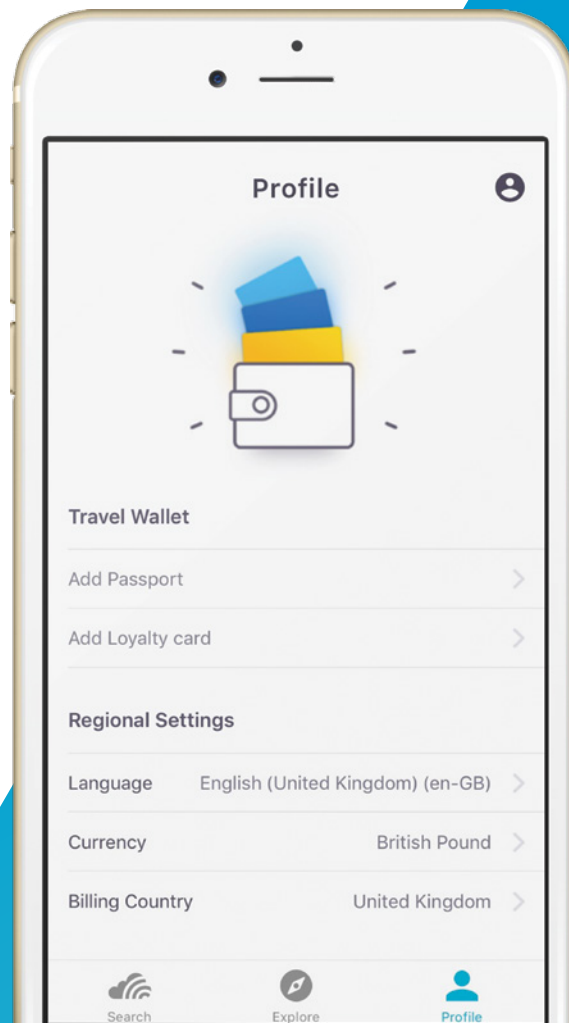 Profile
Travel Wallet
Add Passport
Add Loyalty card
Regional Settings
Language English (United Kingdom) (en-GB)
Currency British Pound
Billing Country United Kingdom
Search Explore Profile